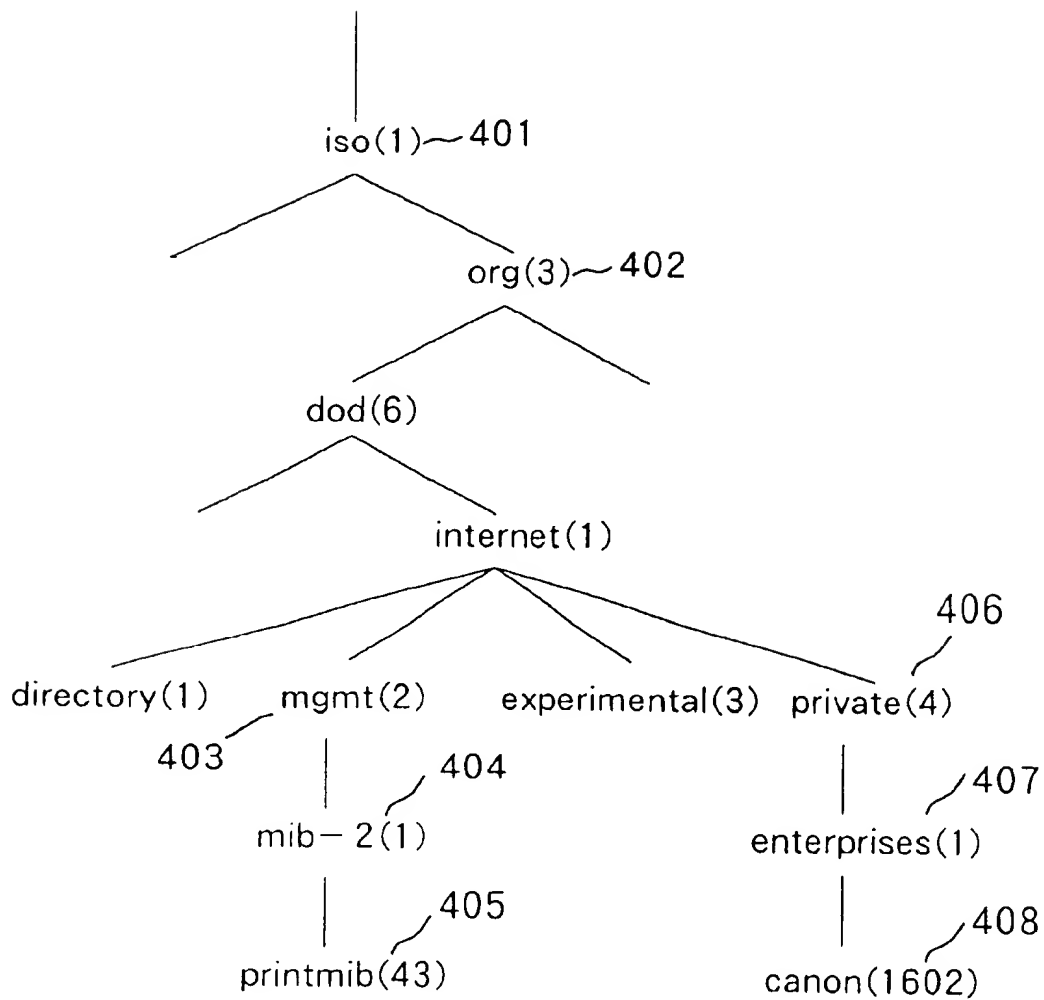 iso(1) 401
org(3) 402
dod(6)
internet(1)
406
directory(1) mgmt(2) experimental(3) private(4)
403
404 407
mib-2(1) enterprises(1)
405 408
printmib(43) canon(1602)